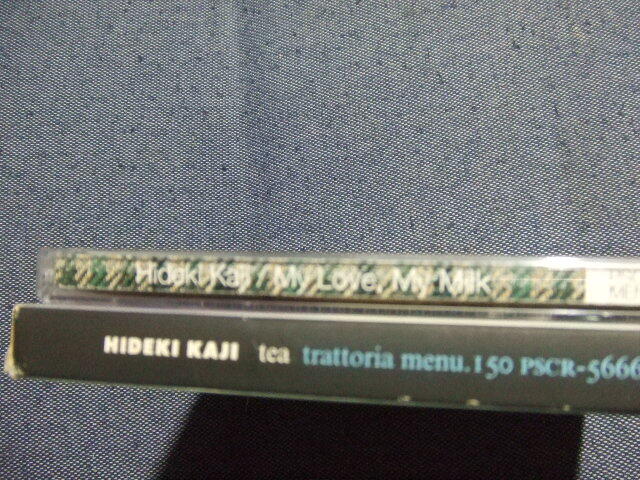 Hideki Kaji / My Love, My Milk
HIDEKI KAJI tea trattoria menu.150 PSCR-5666